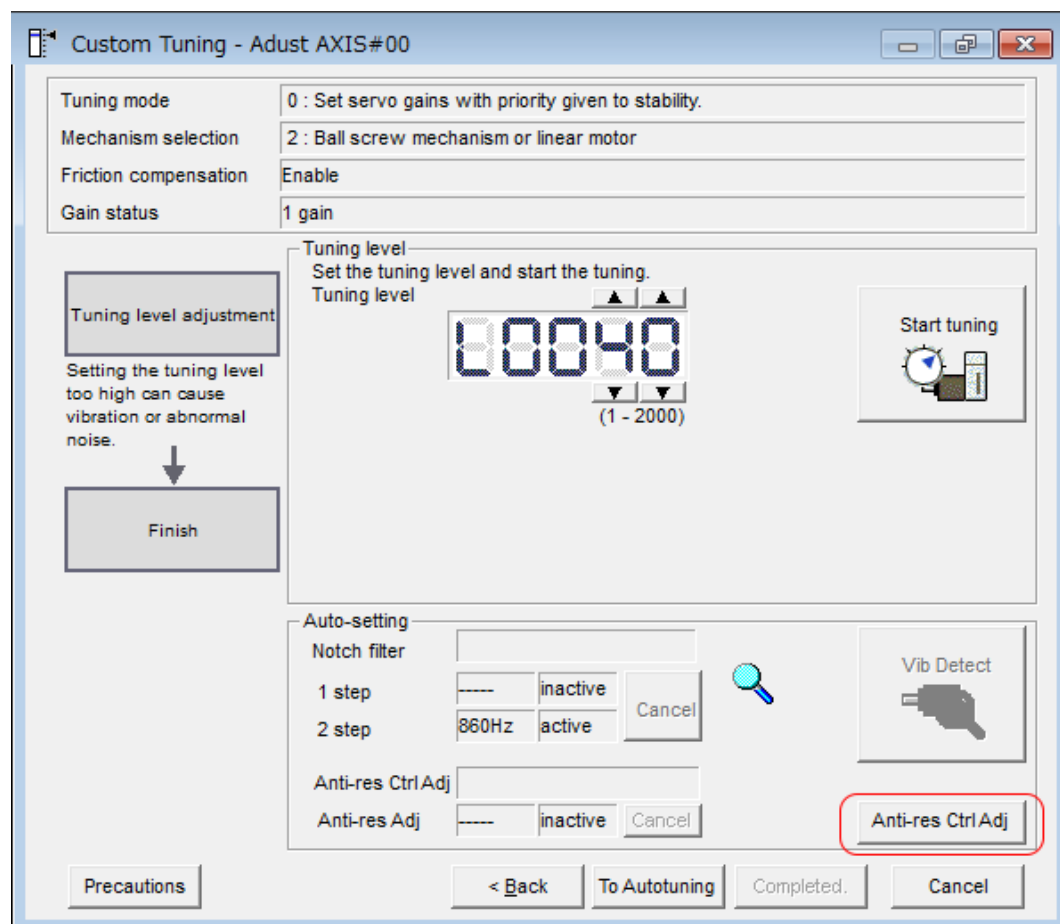 Custom Tuning - Adust AXIS#00
Tuning mode 0 : Set servo gains with priority given to stability.
Mechanism selection 2 : Ball screw mechanism or linear motor
Friction compensation Enable
Gain status 1 gain
Tuning level adjustment
Setting the tuning level
too high can cause
vibration or abnormal
noise.
Finish
Tuning level
Set the tuning level and start the tuning.
Tuning level
L0040
(1 - 2000)
Start tuning
Auto-setting
Notch filter
1 step ----- inactive
2 step 860Hz active
Cancel
Vib Detect
Anti-res Ctrl Adj
Anti-res Adj ----- inactive Cancel
Anti-res Ctrl Adj
Precautions < Back To Autotuning Completed. Cancel